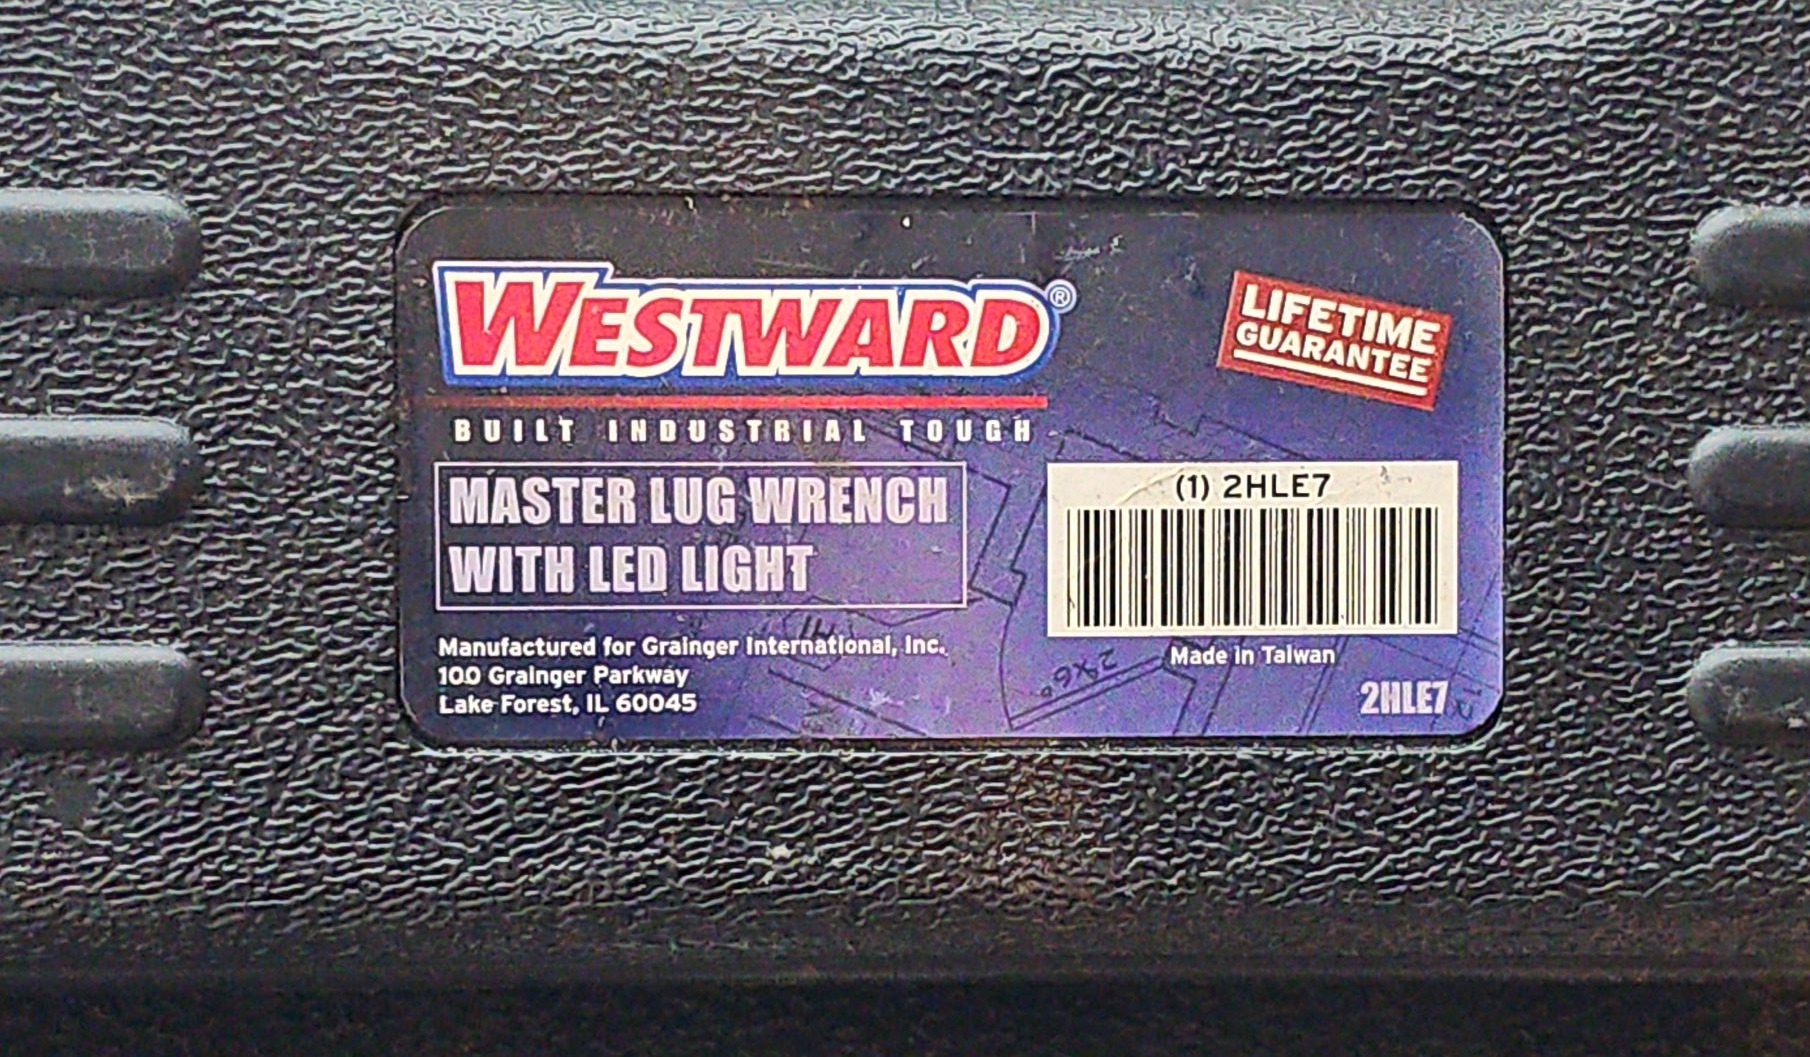 WESTWARD®
BUILT INDUSTRIAL TOUGH
LIFETIME
GUARANTEE
MASTER LUG WRENCH
WITH LED LIGHT
(1) 2HLE7
Manufactured for Grainger International, Inc.
100 Grainger Parkway
Lake Forest, IL 60045
Made in Taiwan
2HLE7
2X6°